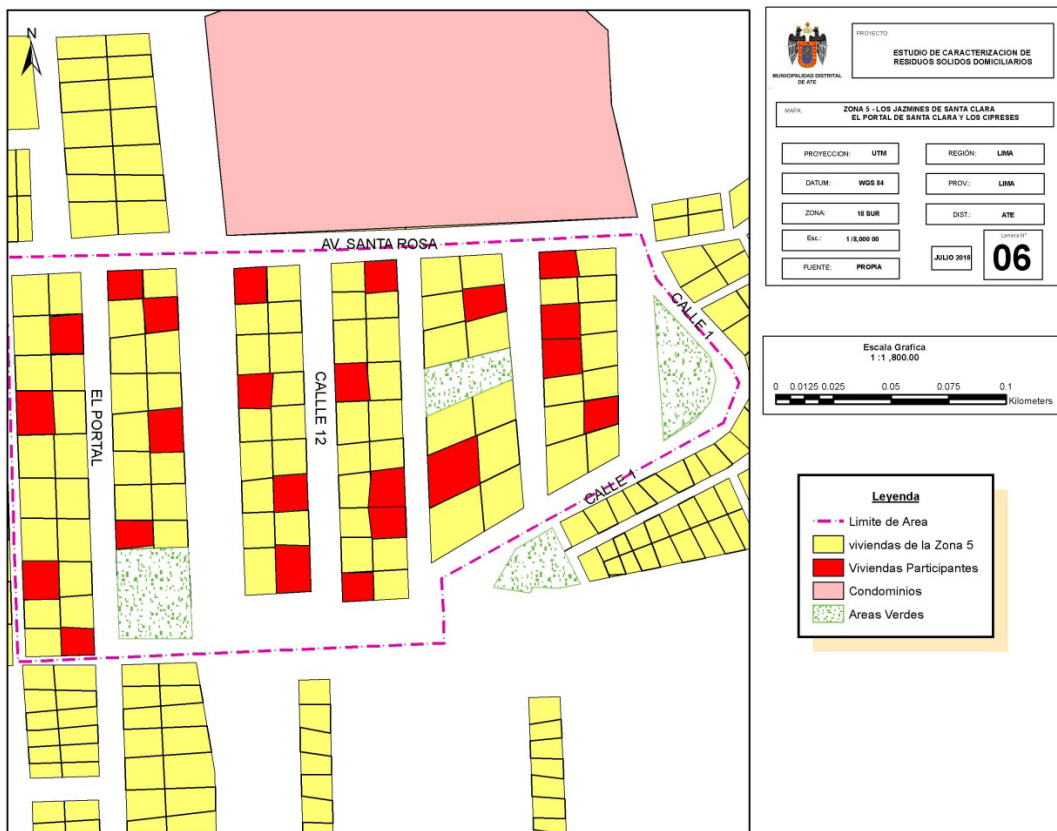 N
AV. SANTA ROSA
CALLE 1
EL PORTAL
CALLLE 12
CALLE 1
MUNICIPALIDAD DISTRITAL
DE ATE
PROYECTO:
ESTUDIO DE CARACTERIZACION DE
RESIDUOS SOLIDOS DOMICILIARIOS
MAPA:
ZONA 5 - LOS JAZMINES DE SANTA CLARA
EL PORTAL DE SANTA CLARA Y LOS CIPRESES
PROYECCION: UTM
REGIÓN: LIMA
DATUM: WGS 84
PROV.: LIMA
ZONA: 18 SUR
DIST.: ATE
Esc.: 1/8,000 00
JULIO 2016
Lamina N°
06
FUENTE: PROPIA
Escala Grafica
1 :1 ,800.00
0 0.0125 0.025 0.05 0.075 0.1
Kilometers
Leyenda
Limite de Area
viviendas de la Zona 5
Viviendas Participantes
Condominios
Areas Verdes